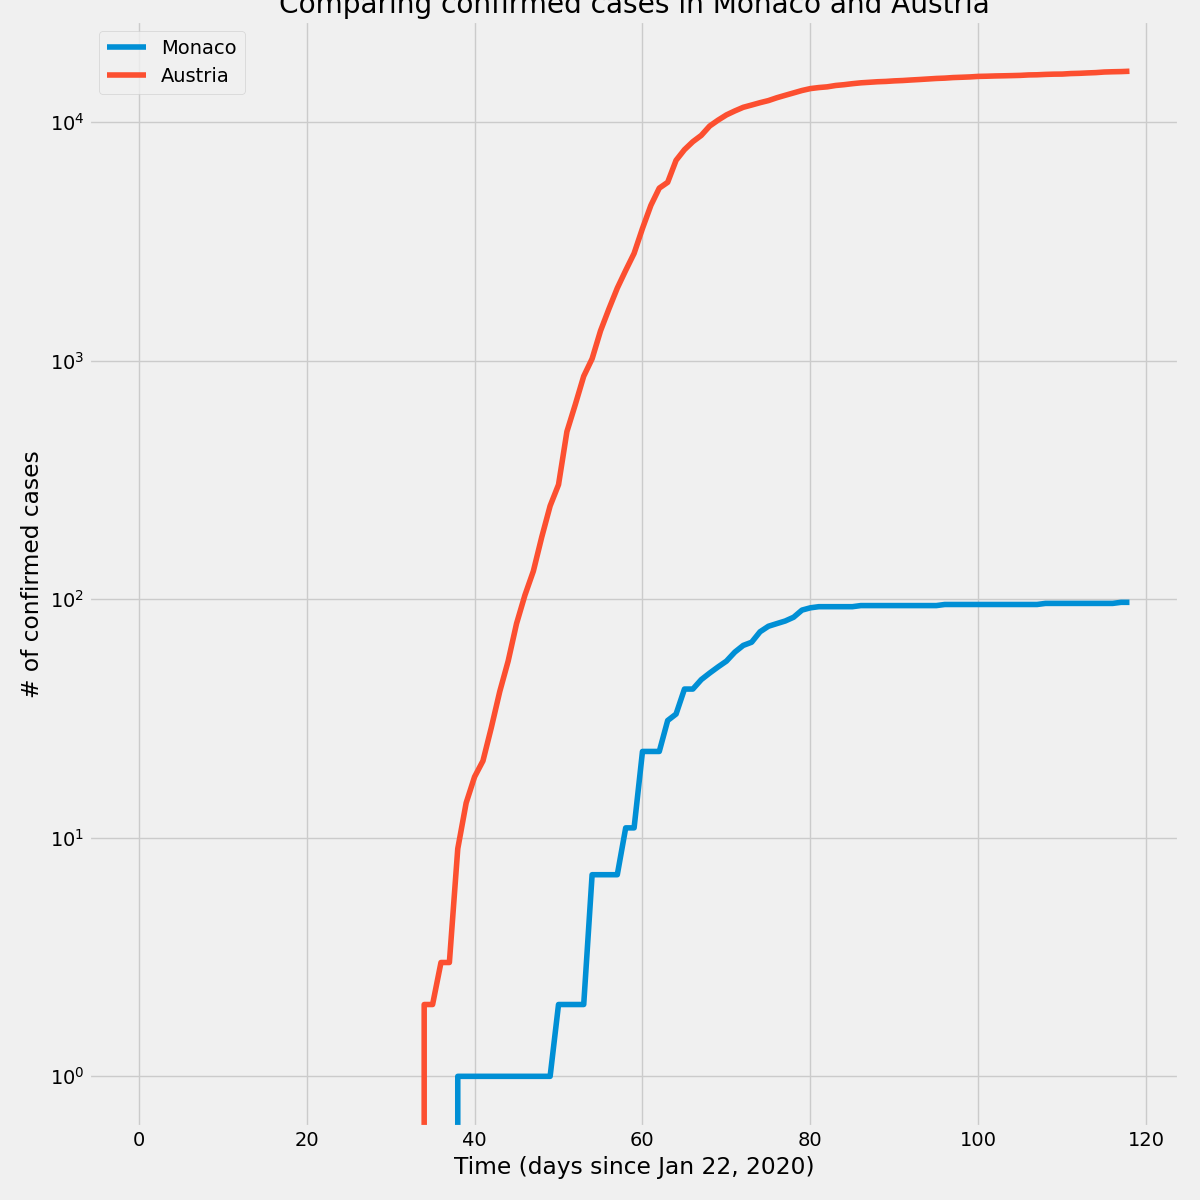 Comparing confirmed cases in Monaco and Austria
Monaco
Austria
10⁴
10³
10²
10¹
10⁰
# of confirmed cases
0 20 40 60 80 100 120
Time (days since Jan 22, 2020)